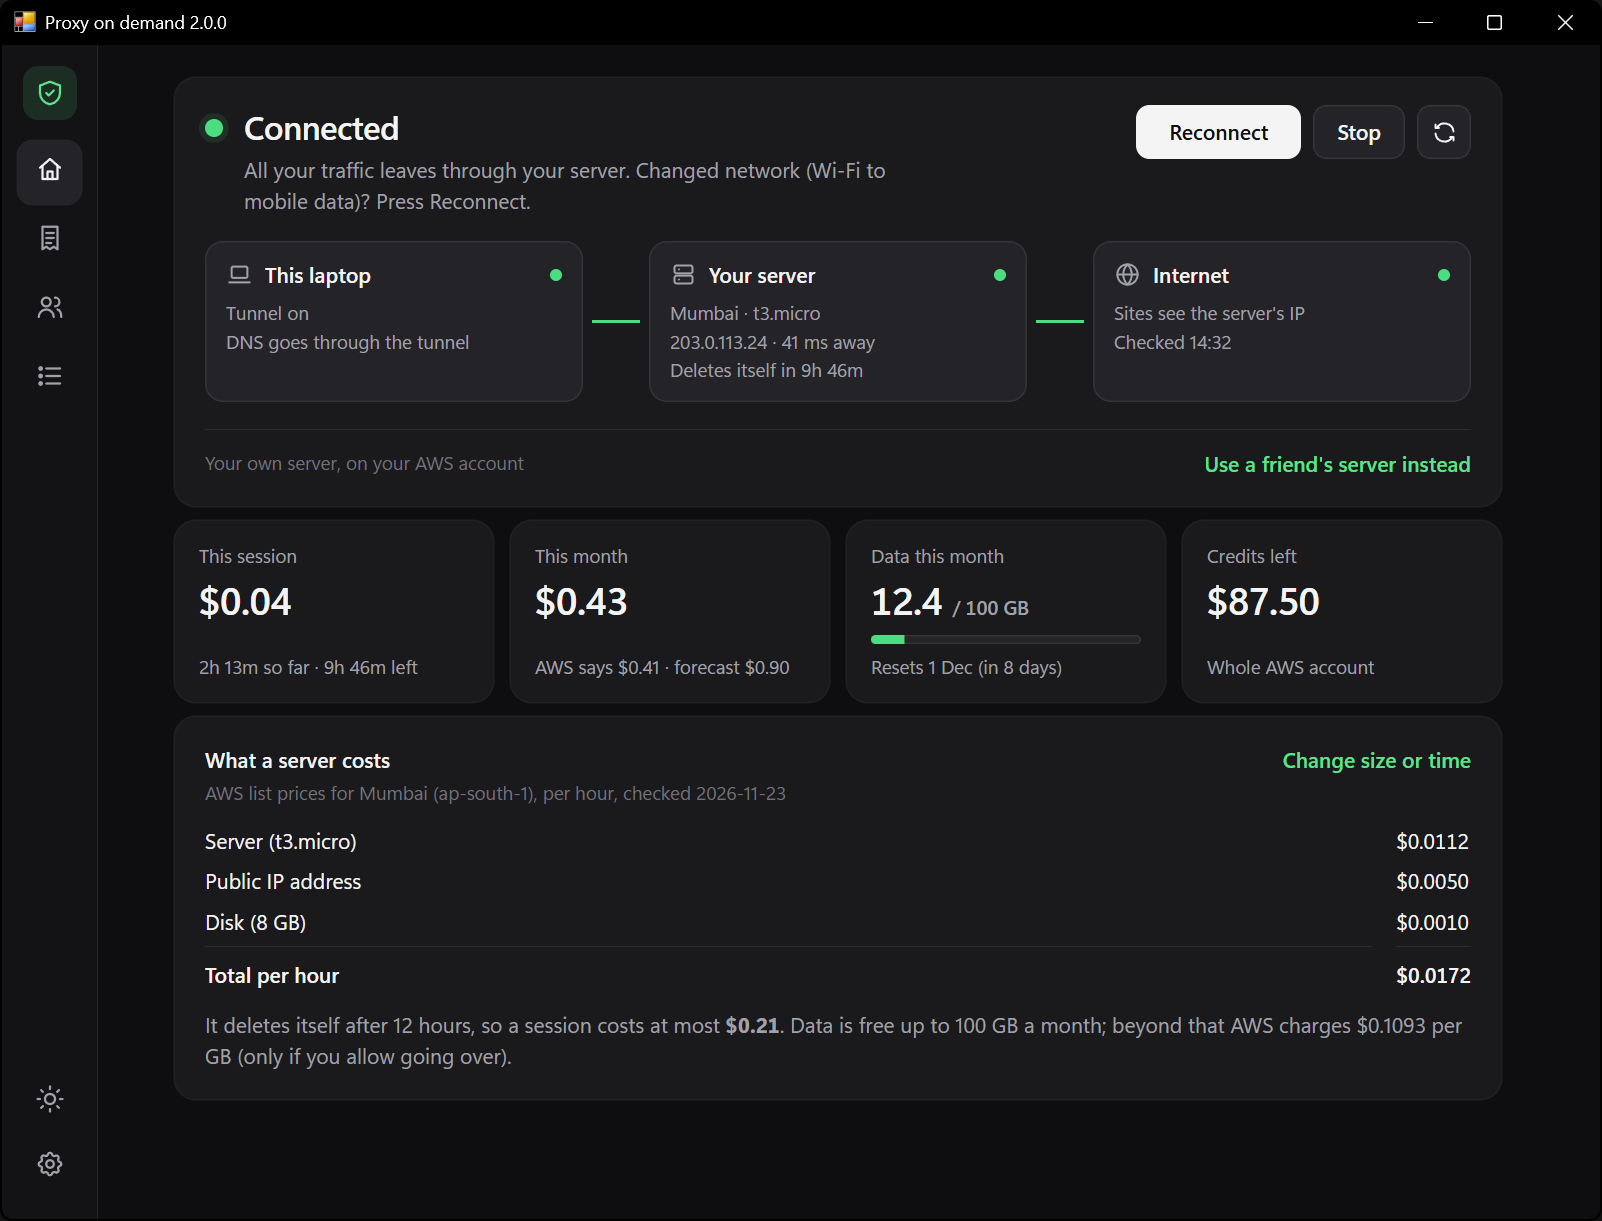 Proxy on demand 2.0.0
Connected
Reconnect
Stop
All your traffic leaves through your server. Changed network (Wi-Fi to
mobile data)? Press Reconnect.
This laptop
Tunnel on
DNS goes through the tunnel
Your server
Mumbai · t3.micro
203.0.113.24 · 41 ms away
Deletes itself in 9h 46m
Internet
Sites see the server's IP
Checked 14:32
Your own server, on your AWS account
Use a friend's server instead
This session
$0.04
2h 13m so far · 9h 46m left
This month
$0.43
AWS says $0.41 · forecast $0.90
Data this month
12.4 / 100 GB
Resets 1 Dec (in 8 days)
Credits left
$87.50
Whole AWS account
What a server costs
Change size or time
AWS list prices for Mumbai (ap-south-1), per hour, checked 2026-11-23
Server (t3.micro) $0.0112
Public IP address $0.0050
Disk (8 GB) $0.0010
Total per hour $0.0172
It deletes itself after 12 hours, so a session costs at most $0.21. Data is free up to 100 GB a month; beyond that AWS charges $0.1093 per
GB (only if you allow going over).